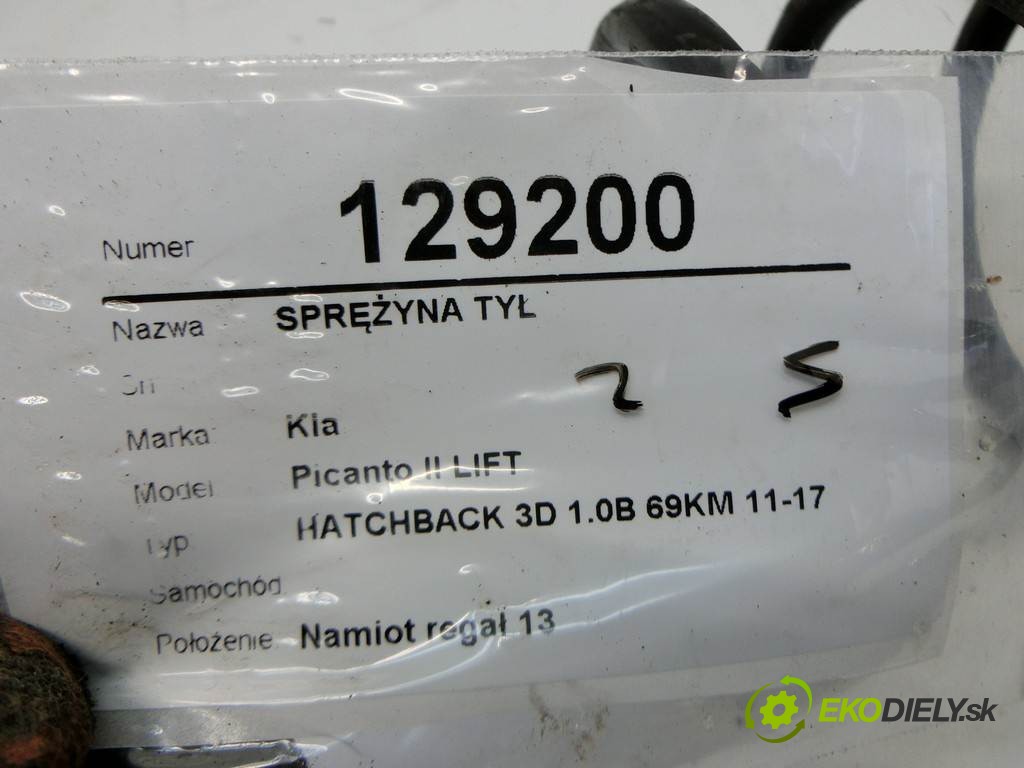 Numer 129200
Nazwa SPRĘŻYNA TYŁ
2 5
Marka Kia
Model Picanto II LIFT
Typ HATCHBACK 3D 1.0B 69KM 11-17
Samochód
Położenie Namiot regał 13
EKODIELY.sk